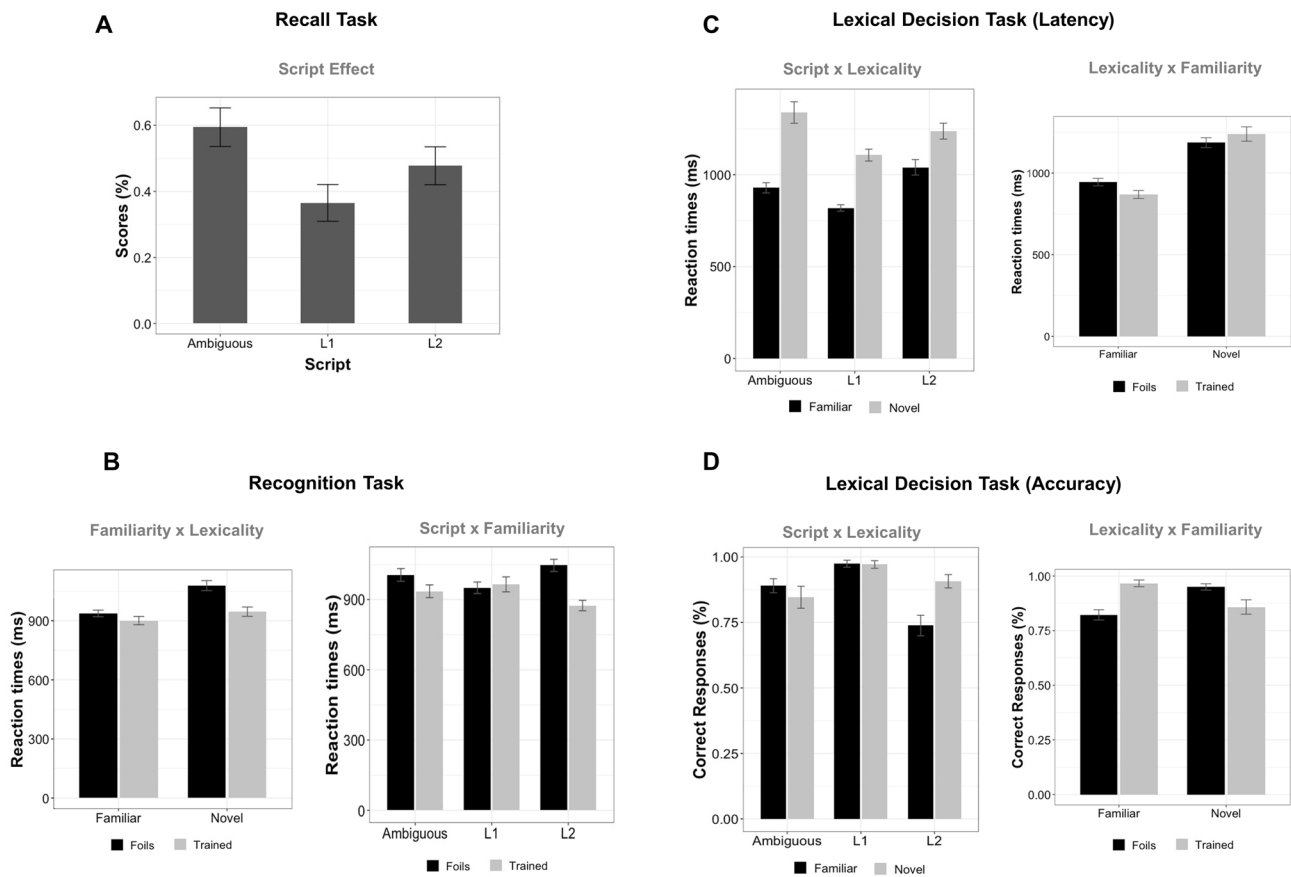 A
Recall Task
Script Effect
Scores (%)
0.6
0.4
0.2
0.0
Ambiguous L1 L2
Script
B
Recognition Task
Familiarity x Lexicality
Reaction times (ms)
900
600
300
0
Familiar Novel
Foils Trained
Script x Familiarity
Reaction times (ms)
900
600
300
0
Ambiguous L1 L2
Foils Trained
C
Lexical Decision Task (Latency)
Script x Lexicality
Reaction times (ms)
1000
500
0
Ambiguous L1 L2
Familiar Novel
Lexicality x Familiarity
Reaction times (ms)
1000
500
0
Familiar Novel
Foils Trained
D
Lexical Decision Task (Accuracy)
Script x Lexicality
Correct Responses (%)
1.00
0.75
0.50
0.25
0.00
Ambiguous L1 L2
Familiar Novel
Lexicality x Familiarity
Correct Responses (%)
1.00
0.75
0.50
0.25
0.00
Familiar Novel
Foils Trained